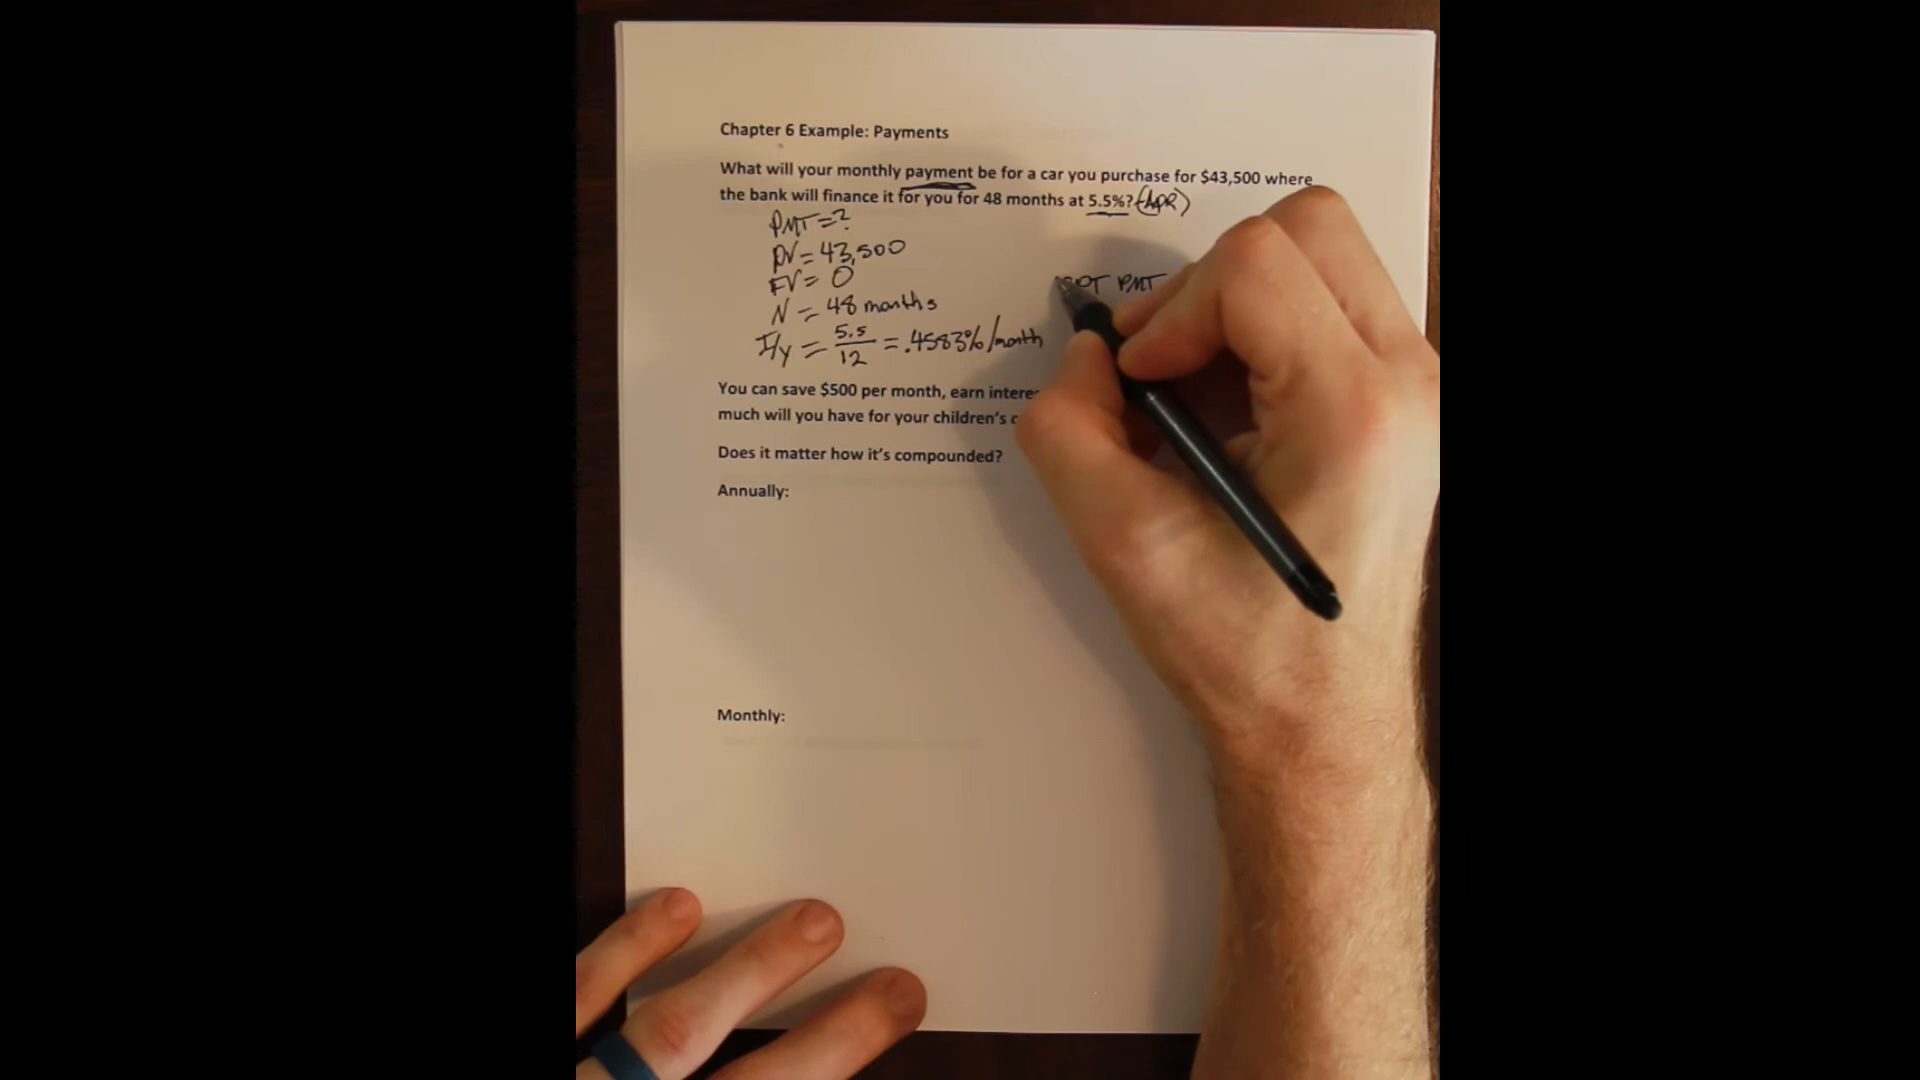 Chapter 6 Example: Payments
What will your monthly payment be for a car you purchase for $43,500 where
the bank will finance it for you for 48 months at 5.5%? (APR)
PMT = ?
PV = 43,500
FV = 0
N = 48 months
I/y = 5.5/12 = .4583%/month
CPT PMT
You can save $500 per month, earn
much will you have for your children's
Does it matter how it's compounded?
Annually:
Monthly: